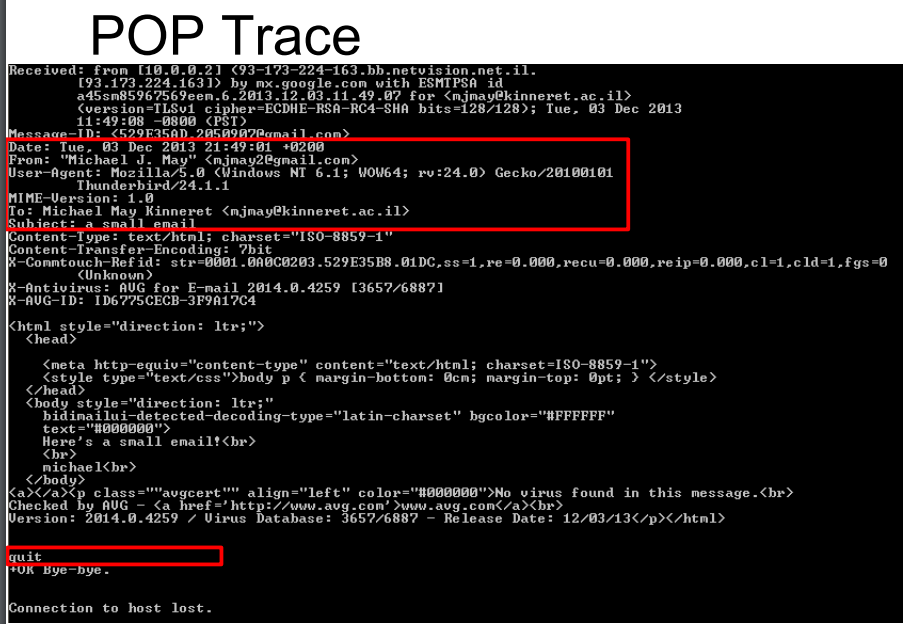 POP Trace
Received: from [10.0.0.2] (93-173-224-163.bb.netvision.net.il.
[93.173.224.163]) by mx.google.com with ESMTPSA id
a45sm85967569eem.6.2013.12.03.11.49.07 for <mjmay@kinneret.ac.il>
(version=TLSv1 cipher=ECDHE-RSA-RC4-SHA bits=128/128); Tue, 03 Dec 2013
11:49:08 -0800 (PST)
Message-ID: <529E35AD.2050907@gmail.com>
Date: Tue, 03 Dec 2013 21:49:01 +0200
From: "Michael J. May" <mjmay2@gmail.com>
User-Agent: Mozilla/5.0 (Windows NT 6.1; WOW64; rv:24.0) Gecko/20100101
Thunderbird/24.1.1
MIME-Version: 1.0
To: Michael May Kinneret <mjmay@kinneret.ac.il>
Subject: a small email
Content-Type: text/html; charset="ISO-8859-1"
Content-Transfer-Encoding: 7bit
X-Commtouch-Refid: str=0001.0A0C0203.529E35B8.01DC,ss=1,re=0.000,recu=0.000,reip=0.000,cl=1,cld=1,fgs=0
(Unknown)
X-Antivirus: AVG for E-mail 2014.0.4259 [3657/6887]
X-AVG-ID: ID6775CECB-3F9A17C4
<html style="direction: ltr;">
<head>
<meta http-equiv="content-type" content="text/html; charset=ISO-8859-1">
<style type="text/css">body p { margin-bottom: 0cm; margin-top: 0pt; } </style>
</head>
<body style="direction: ltr;"
bidimailui-detected-decoding-type="latin-charset" bgcolor="#FFFFFF"
text="#000000">
Here's a small email!<br>
<br>
michael<br>
</body>
<a></a><p class=""avgcert"" align="left" color="#000000">No virus found in this message.<br>
Checked by AVG - <a href='http://www.avg.com'>www.avg.com</a><br>
Version: 2014.0.4259 / Virus Database: 3657/6887 - Release Date: 12/03/13</p></html>
quit
+OK Bye-bye.
Connection to host lost.